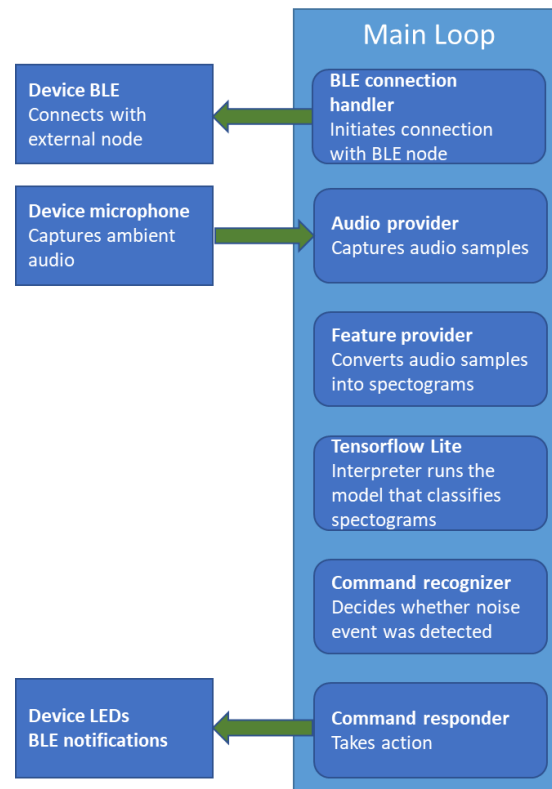 Main Loop
Device BLE
Connects with
external node
BLE connection
handler
Initiates connection
with BLE node
Device microphone
Captures ambient
audio
Audio provider
Captures audio samples
Feature provider
Converts audio samples
into spectograms
Tensorflow Lite
Interpreter runs the
model that classifies
spectograms
Command recognizer
Decides whether noise
event was detected
Device LEDs
BLE notifications
Command responder
Takes action